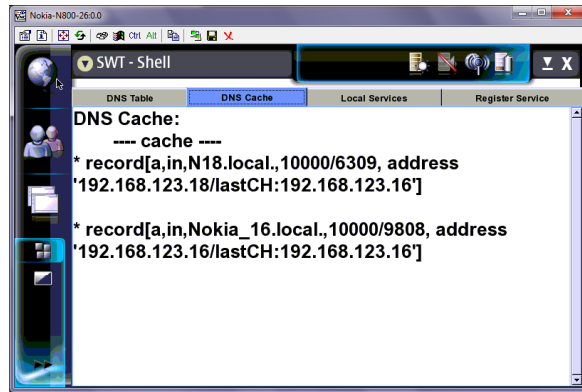 Nokia-N800-26:0.0
Ctrl Alt
SWT - Shell
DNS Table DNS Cache Local Services Register Service
DNS Cache:
---- cache ----
* record[a,in,N18.local.,10000/6309, address
'192.168.123.18/lastCH:192.168.123.16']
* record[a,in,Nokia_16.local.,10000/9808, address
'192.168.123.16/lastCH:192.168.123.16']